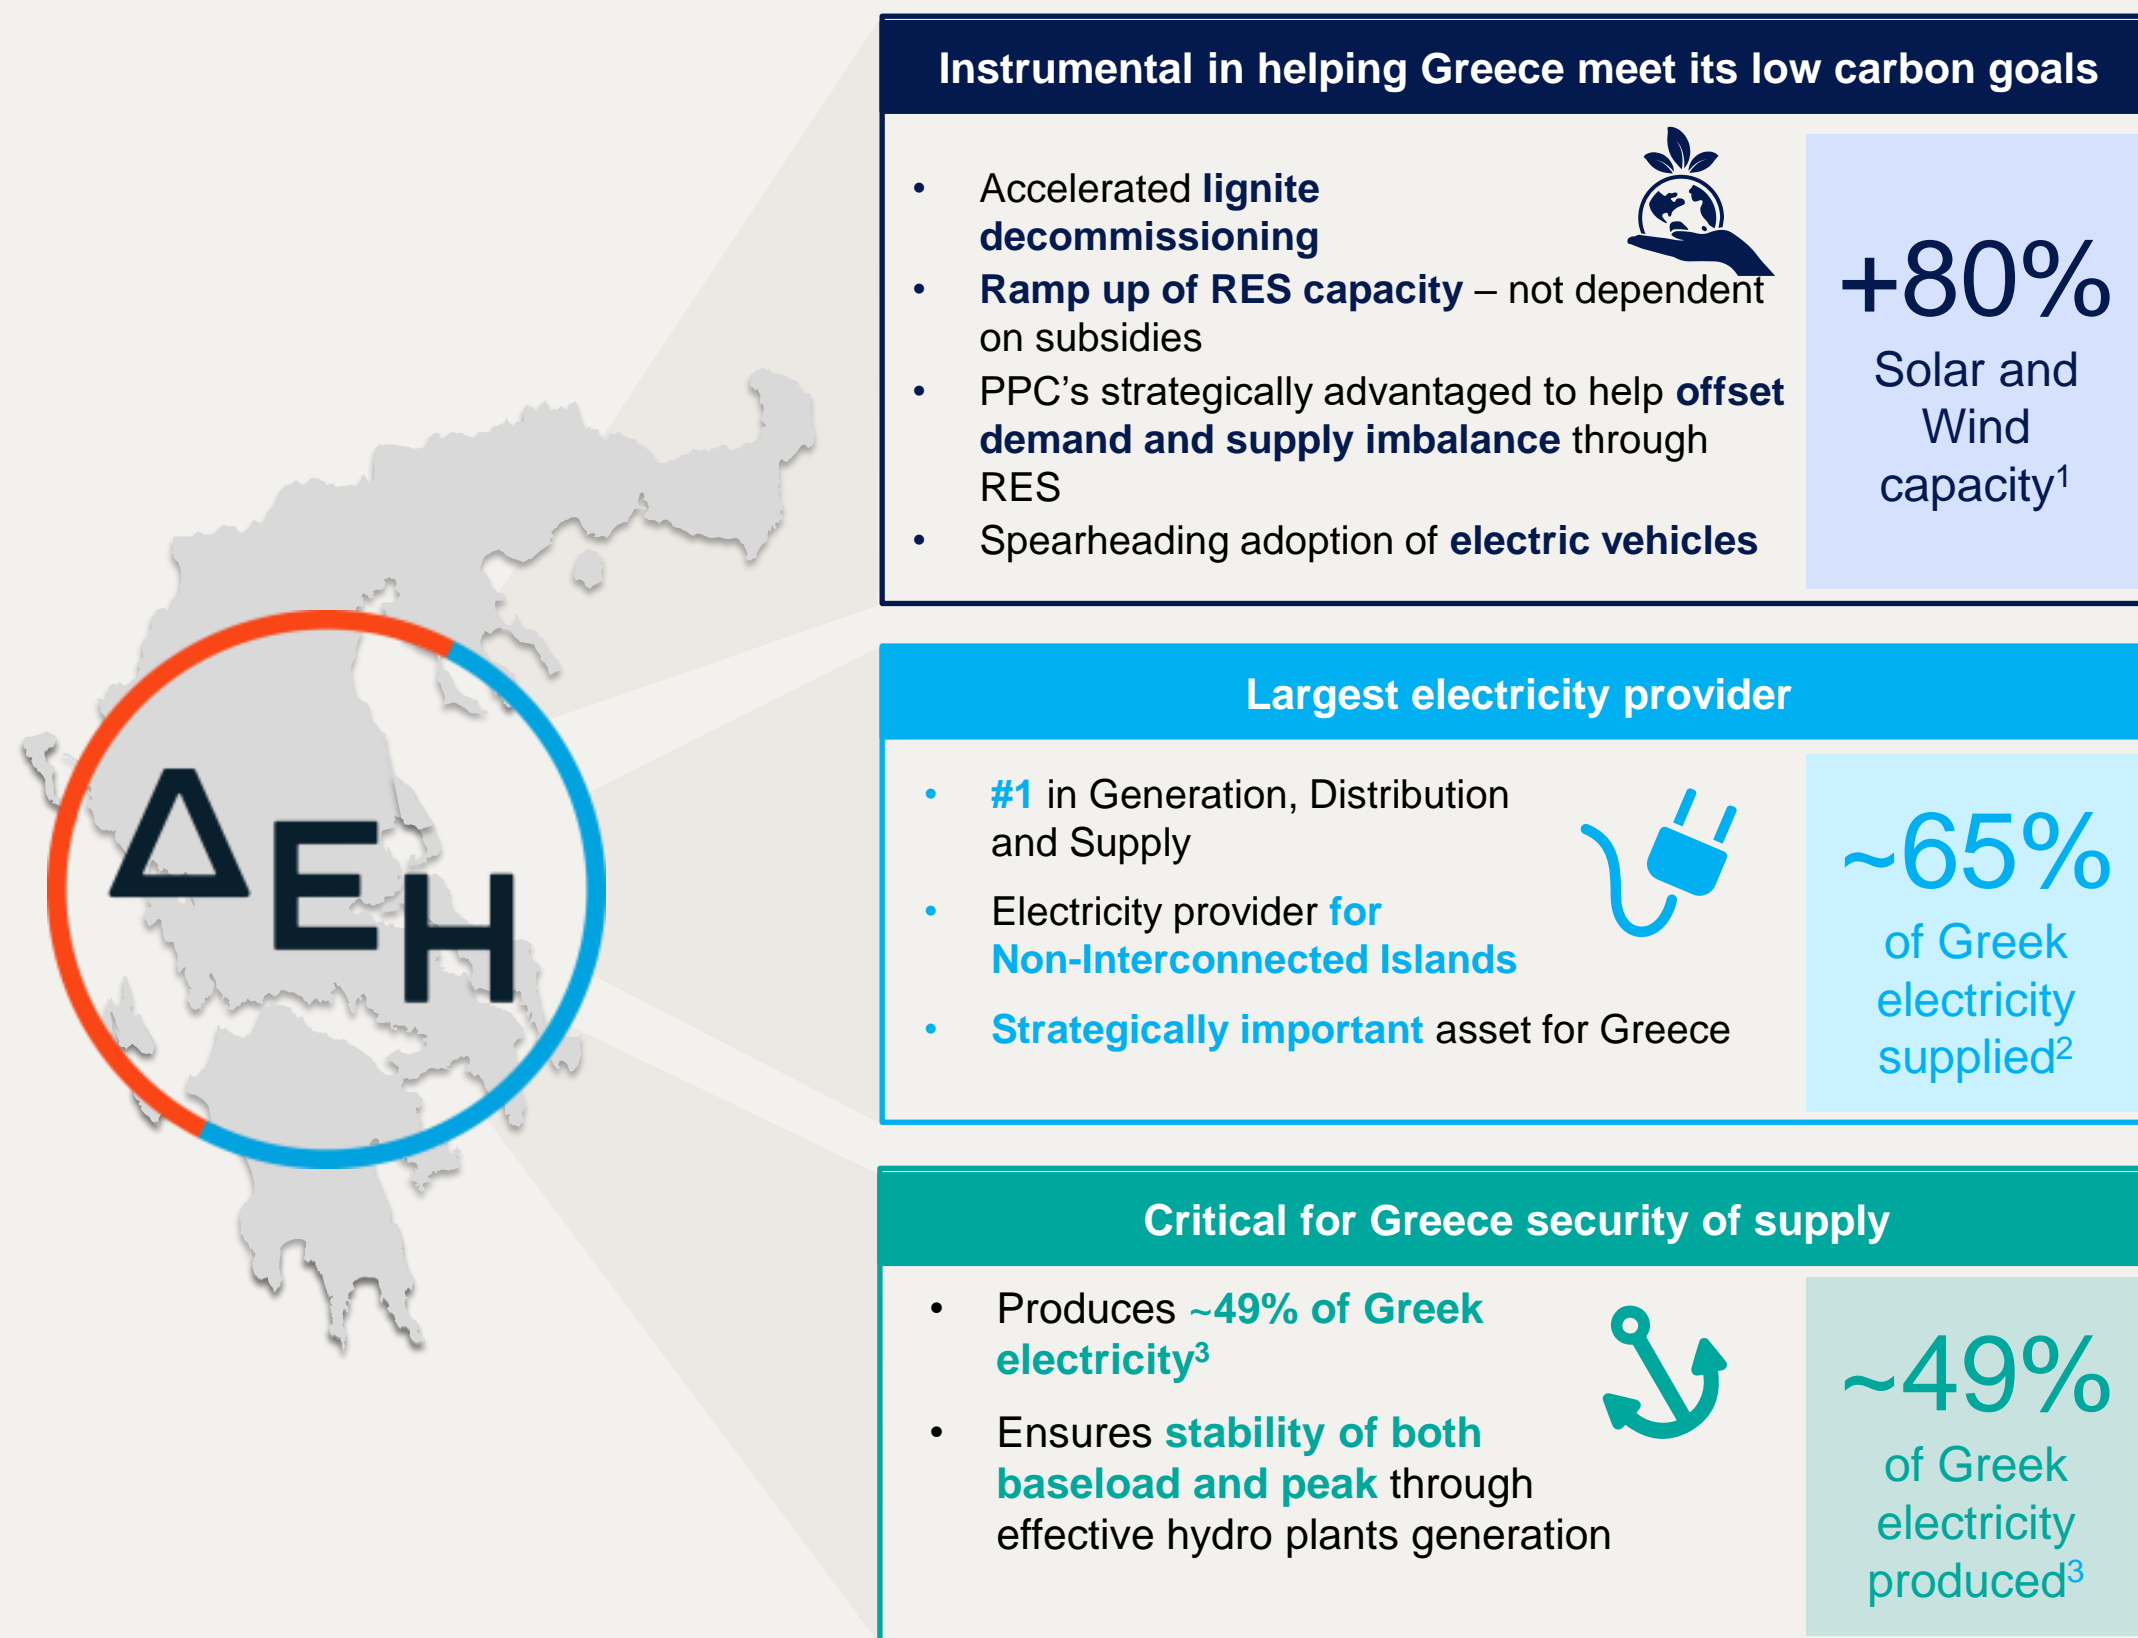 ΔΕΗ
Instrumental in helping Greece meet its low carbon goals
• Accelerated lignite
decommissioning
• Ramp up of RES capacity – not dependent
on subsidies
• PPC’s strategically advantaged to help offset
demand and supply imbalance through
RES
• Spearheading adoption of electric vehicles
+80%
Solar and
Wind
capacity¹
Largest electricity provider
• #1 in Generation, Distribution
and Supply
• Electricity provider for
Non-Interconnected Islands
• Strategically important asset for Greece
~65%
of Greek
electricity
supplied²
Critical for Greece security of supply
• Produces ~49% of Greek
electricity³
• Ensures stability of both
baseload and peak through
effective hydro plants generation
~49%
of Greek
electricity
produced³